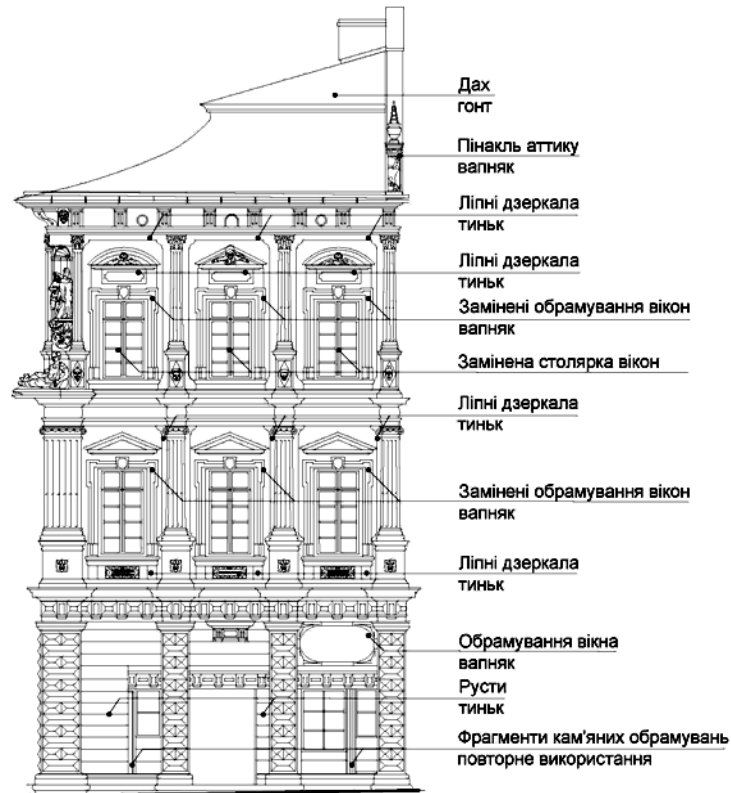 Дах
гонт
Пінакль аттику
вапняк
Ліпні дзеркала
тиньк
Ліпні дзеркала
тиньк
Замінені обрамування вікон
вапняк
Замінена столярка вікон
Ліпні дзеркала
тиньк
Замінені обрамування вікон
вапняк
Ліпні дзеркала
тиньк
Обрамування вікна
вапняк
Русти
тиньк
Фрагменти кам'яних обрамувань
повторне використання